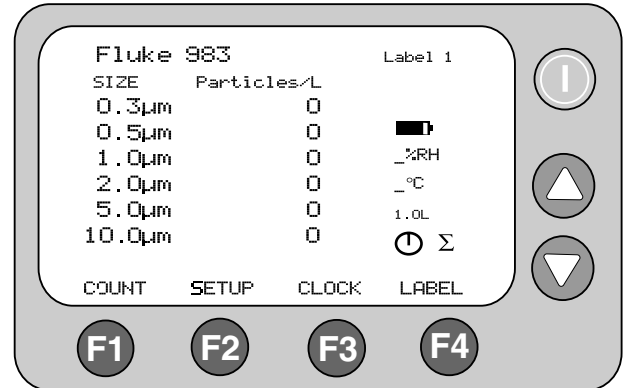 Fluke 983 Label 1
SIZE Particles/L
0.3µm 0
0.5µm 0
1.0µm 0 _%RH
2.0µm 0 _°C
5.0µm 0 1.0L
10.0µm 0 Σ
COUNT SETUP CLOCK LABEL
F1 F2 F3 F4